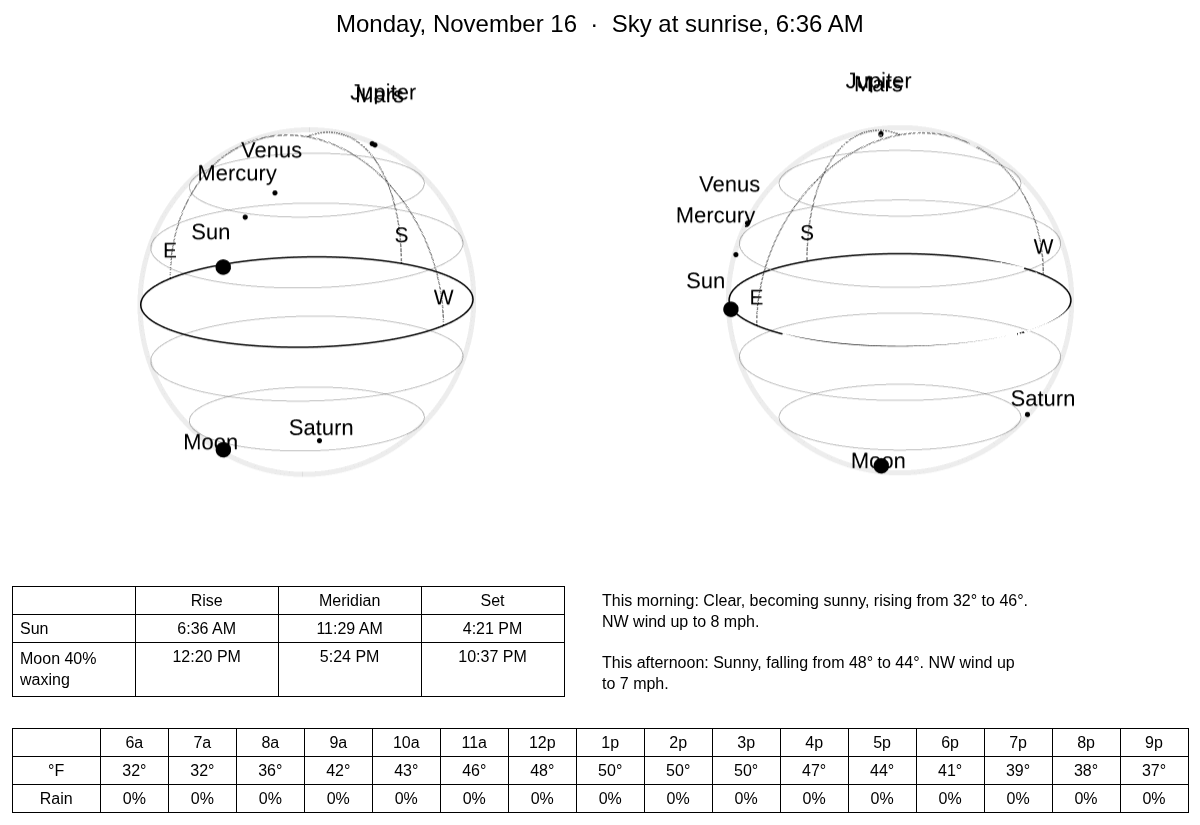 Monday, November 16 · Sky at sunrise, 6:36 AM
Jupiter
Mars
Venus
Mercury
Sun
E
S
W
Moon
Saturn
Jupiter
Mars
Venus
Mercury
S
W
Sun
E
Saturn
Moon
Rise Meridian Set
Sun 6:36 AM 11:29 AM 4:21 PM
Moon 40% 12:20 PM 5:24 PM 10:37 PM
waxing
This morning: Clear, becoming sunny, rising from 32° to 46°.
NW wind up to 8 mph.
This afternoon: Sunny, falling from 48° to 44°. NW wind up
to 7 mph.
6a 7a 8a 9a 10a 11a 12p 1p 2p 3p 4p 5p 6p 7p 8p 9p
°F 32° 32° 36° 42° 43° 46° 48° 50° 50° 50° 47° 44° 41° 39° 38° 37°
Rain 0% 0% 0% 0% 0% 0% 0% 0% 0% 0% 0% 0% 0% 0% 0% 0%